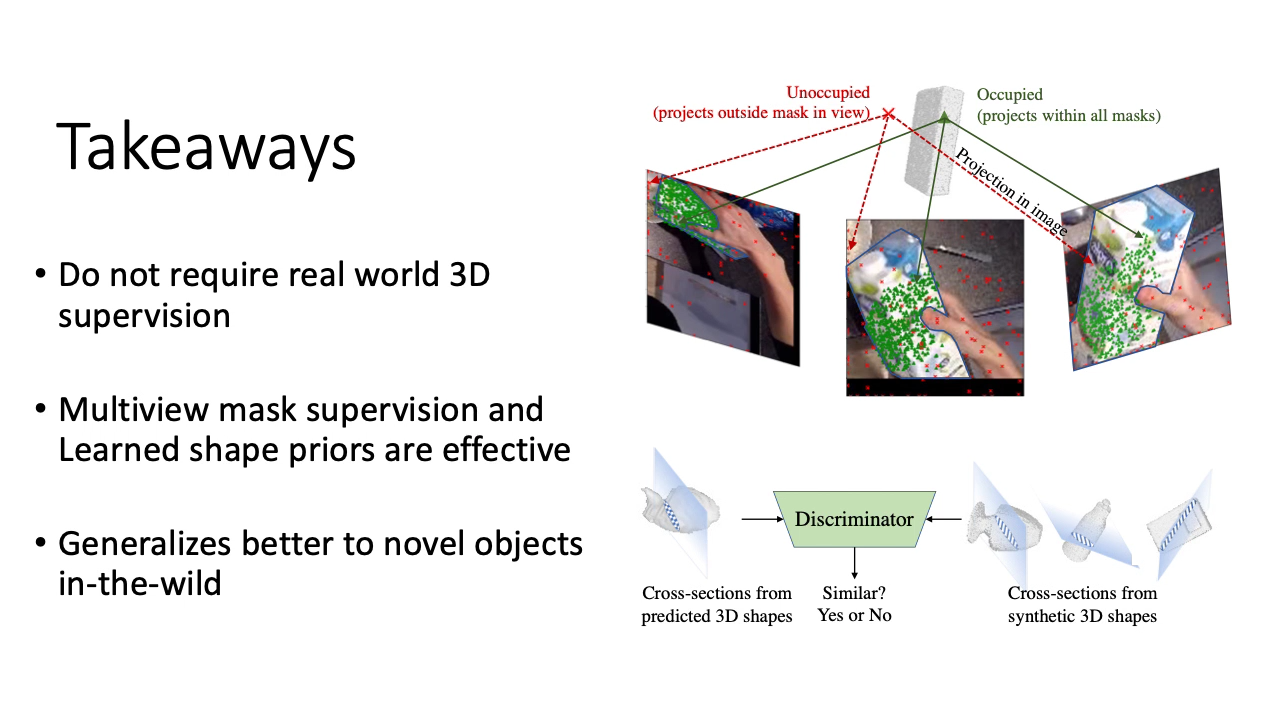 Takeaways
• Do not require real world 3D
supervision
• Multiview mask supervision and
Learned shape priors are effective
• Generalizes better to novel objects
in-the-wild
Unoccupied
(projects outside mask in view)
Occupied
(projects within all masks)
Projection in image
Discriminator
Cross-sections from
predicted 3D shapes
Similar?
Yes or No
Cross-sections from
synthetic 3D shapes